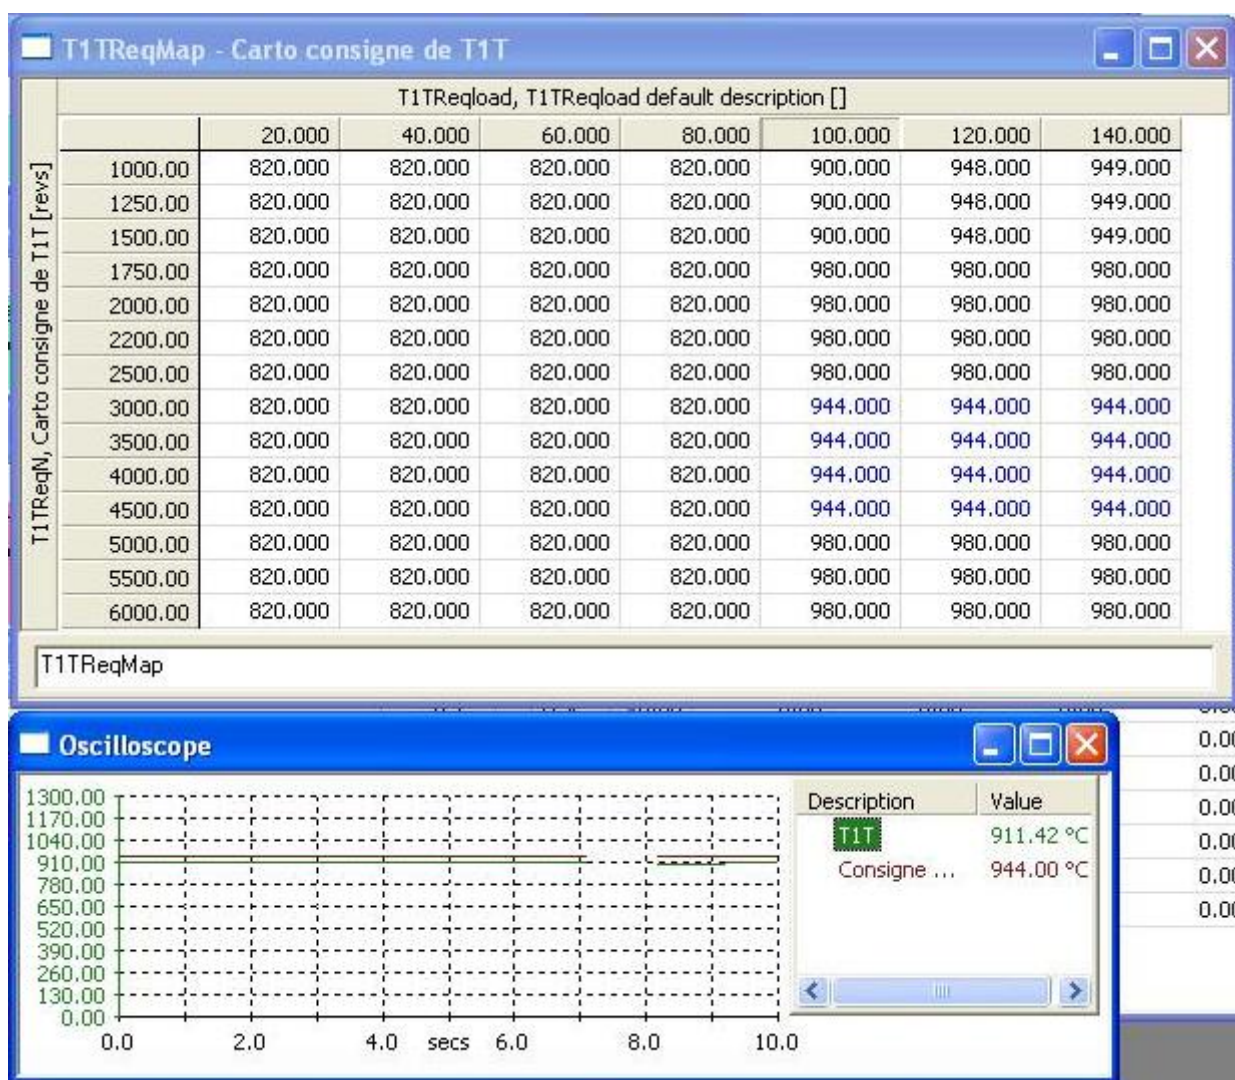 T1TReqMap - Carto consigne de T1T
T1TReqload, T1TReqload default description []
20.000 40.000 60.000 80.000 100.000 120.000 140.000
T1TReqN, Carto consigne de T1T [revs]
1000.00 820.000 820.000 820.000 820.000 900.000 948.000 949.000
1250.00 820.000 820.000 820.000 820.000 900.000 948.000 949.000
1500.00 820.000 820.000 820.000 820.000 900.000 948.000 949.000
1750.00 820.000 820.000 820.000 820.000 980.000 980.000 980.000
2000.00 820.000 820.000 820.000 820.000 980.000 980.000 980.000
2200.00 820.000 820.000 820.000 820.000 980.000 980.000 980.000
2500.00 820.000 820.000 820.000 820.000 980.000 980.000 980.000
3000.00 820.000 820.000 820.000 820.000 944.000 944.000 944.000
3500.00 820.000 820.000 820.000 820.000 944.000 944.000 944.000
4000.00 820.000 820.000 820.000 820.000 944.000 944.000 944.000
4500.00 820.000 820.000 820.000 820.000 944.000 944.000 944.000
5000.00 820.000 820.000 820.000 820.000 980.000 980.000 980.000
5500.00 820.000 820.000 820.000 820.000 980.000 980.000 980.000
6000.00 820.000 820.000 820.000 820.000 980.000 980.000 980.000
T1TReqMap
Oscilloscope
1300.00
1170.00
1040.00
910.00
780.00
650.00
520.00
390.00
260.00
130.00
0.00
0.0 2.0 4.0 secs 6.0 8.0 10.0
Description Value
T1T 911.42 °C
Consigne ... 944.00 °C